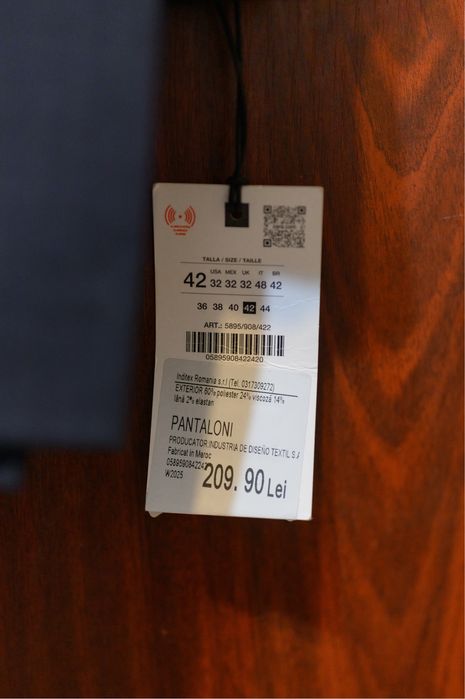 TALLA / SIZE / TAILLE
USA MEX UK IT BR
42 32 32 32 48 42
36 38 40 42 44
ART.: 5895/908/422
05895908422420
Inditex Romania s.r.l (Tel. 0317309272)
EXTERIOR 60% poliester 24% viscoză 14%
lână 2% elastan
PANTALONI
PRODUCATOR:INDUSTRIA DE DISEÑO TEXTIL S.A
Fabricat in Maroc
0589590842242
W2025
209. 90 Lei